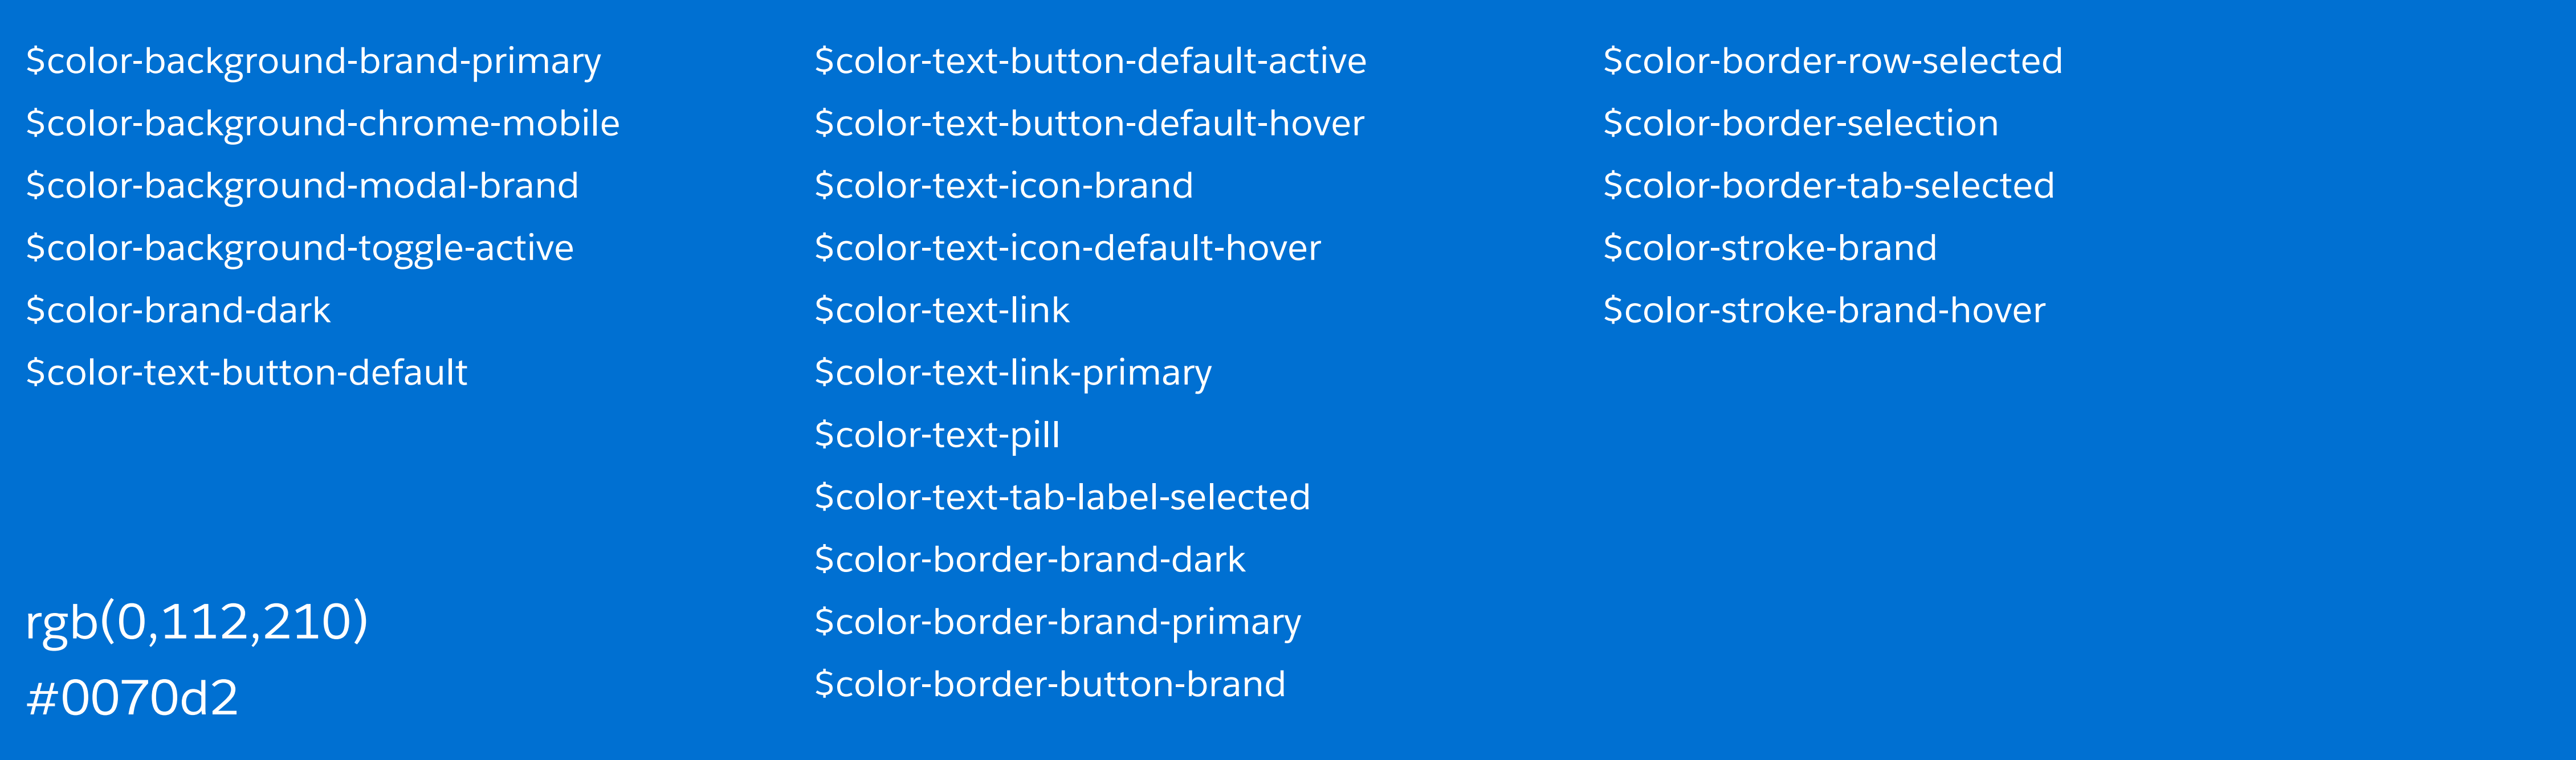 $color-background-brand-primary
$color-background-chrome-mobile
$color-background-modal-brand
$color-background-toggle-active
$color-brand-dark
$color-text-button-default
rgb(0,112,210)
#0070d2
$color-text-button-default-active
$color-text-button-default-hover
$color-text-icon-brand
$color-text-icon-default-hover
$color-text-link
$color-text-link-primary
$color-text-pill
$color-text-tab-label-selected
$color-border-brand-dark
$color-border-brand-primary
$color-border-button-brand
$color-border-row-selected
$color-border-selection
$color-border-tab-selected
$color-stroke-brand
$color-stroke-brand-hover